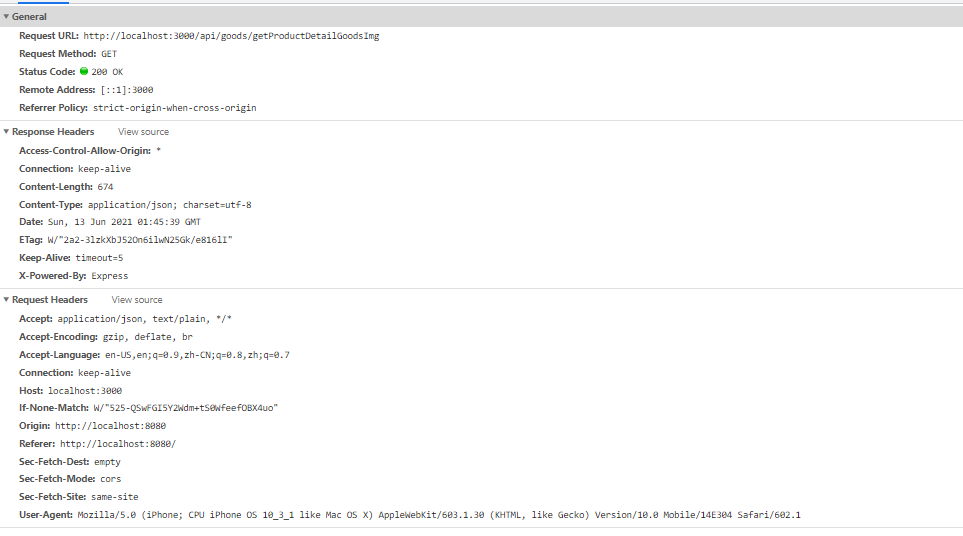 General
Request URL: http://localhost:3000/api/goods/getProductDetailGoodsImg
Request Method: GET
Status Code: 200 OK
Remote Address: [::1]:3000
Referrer Policy: strict-origin-when-cross-origin
Response Headers View source
Access-Control-Allow-Origin: *
Connection: keep-alive
Content-Length: 674
Content-Type: application/json; charset=utf-8
Date: Sun, 13 Jun 2021 01:45:39 GMT
ETag: W/"2a2-3lzkXbJ52On6ilwN25Gk/e816lI"
Keep-Alive: timeout=5
X-Powered-By: Express
Request Headers View source
Accept: application/json, text/plain, */*
Accept-Encoding: gzip, deflate, br
Accept-Language: en-US,en;q=0.9,zh-CN;q=0.8,zh;q=0.7
Connection: keep-alive
Host: localhost:3000
If-None-Match: W/"525-QSwFGI5Y2Wdm+tS0WfeefOBX4uo"
Origin: http://localhost:8080
Referer: http://localhost:8080/
Sec-Fetch-Dest: empty
Sec-Fetch-Mode: cors
Sec-Fetch-Site: same-site
User-Agent: Mozilla/5.0 (iPhone; CPU iPhone OS 10_3_1 like Mac OS X) AppleWebKit/603.1.30 (KHTML, like Gecko) Version/10.0 Mobile/14E304 Safari/602.1